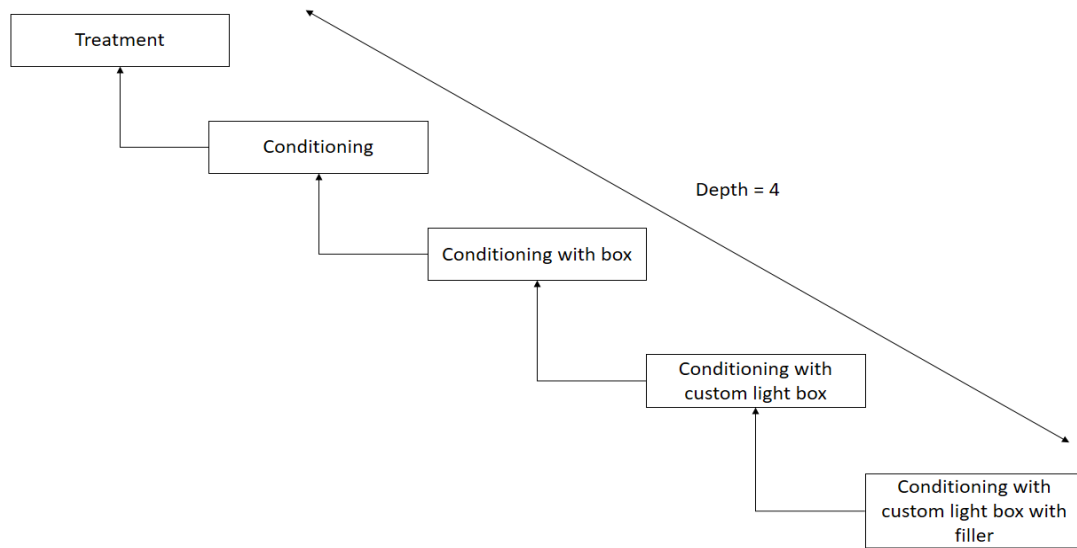 Treatment
Conditioning
Depth = 4
Conditioning with box
Conditioning with
custom light box
Conditioning with
custom light box with
filler